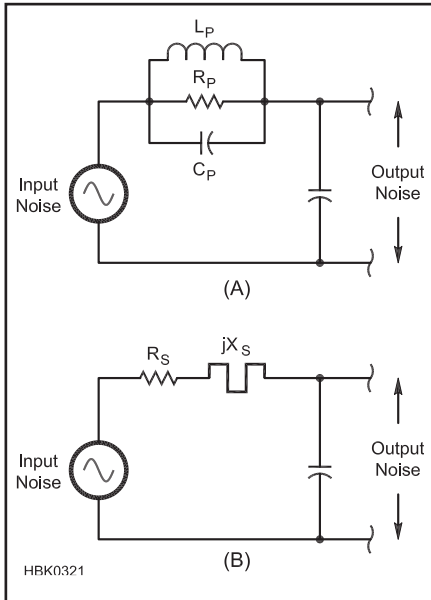 L_P
R_P
C_P
Input
Noise
Output
Noise
(A)
R_S
jX_S
Input
Noise
Output
Noise
(B)
HBK0321